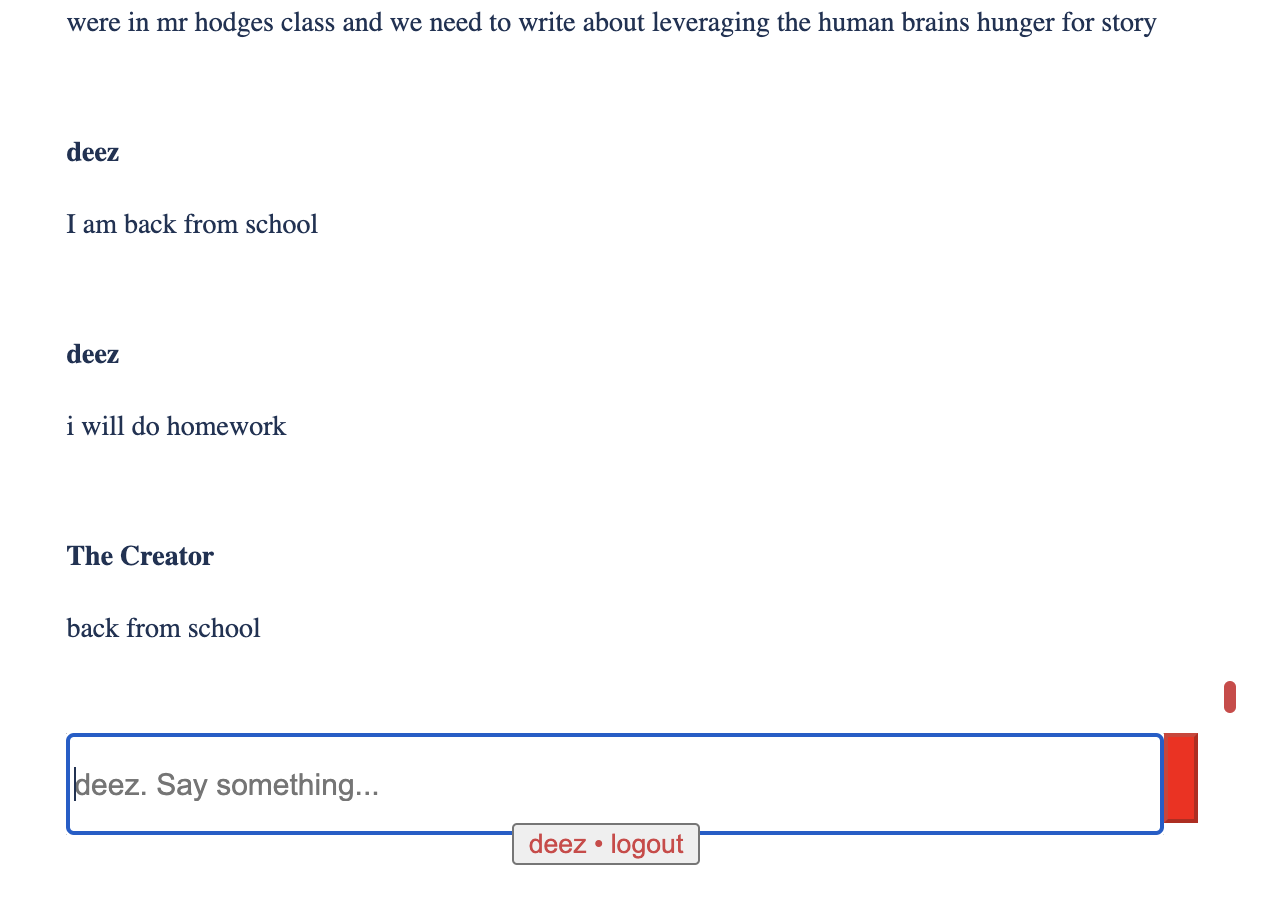 were in mr hodges class and we need to write about leveraging the human brains hunger for story
deez
I am back from school
deez
i will do homework
The Creator
back from school
deez. Say something...
deez • logout